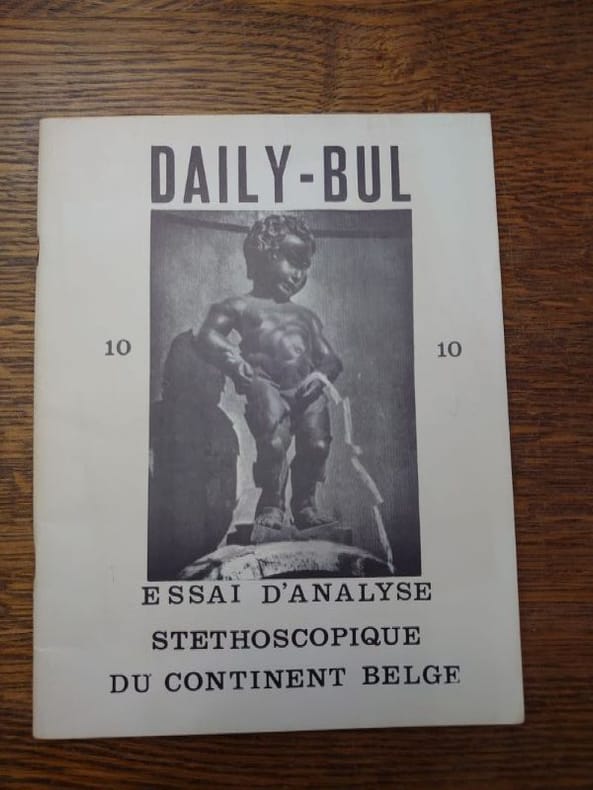 DAILY-BUL
10 10
ESSAI D'ANALYSE
STETHOSCOPIQUE
DU CONTINENT BELGE